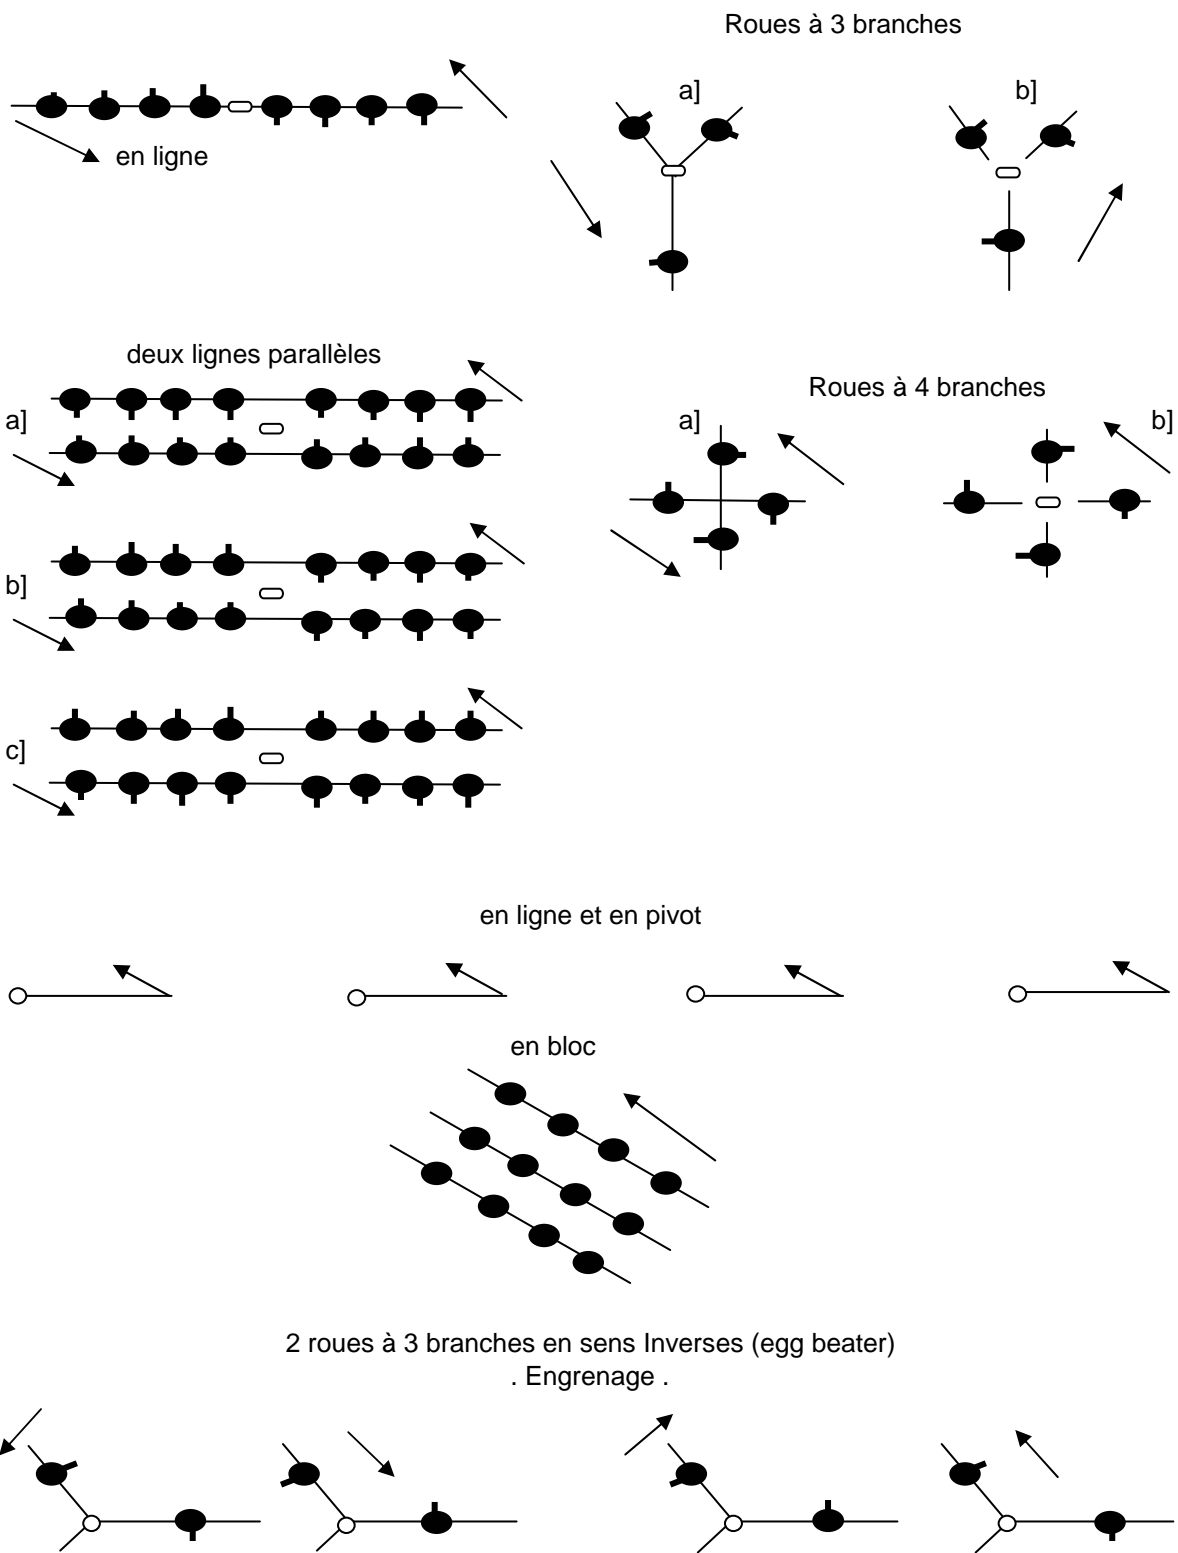 Roues à 3 branches
a]
b]
en ligne
deux lignes parallèles
a]
b]
c]
Roues à 4 branches
a]
b]
en ligne et en pivot
en bloc
2 roues à 3 branches en sens Inverses (egg beater)
. Engrenage .